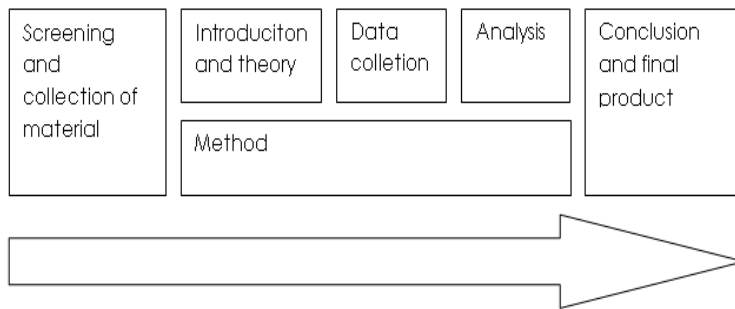 Screening
and
collection of
material
Introduciton
and theory
Data
colletion
Analysis
Method
Conclusion
and final
product